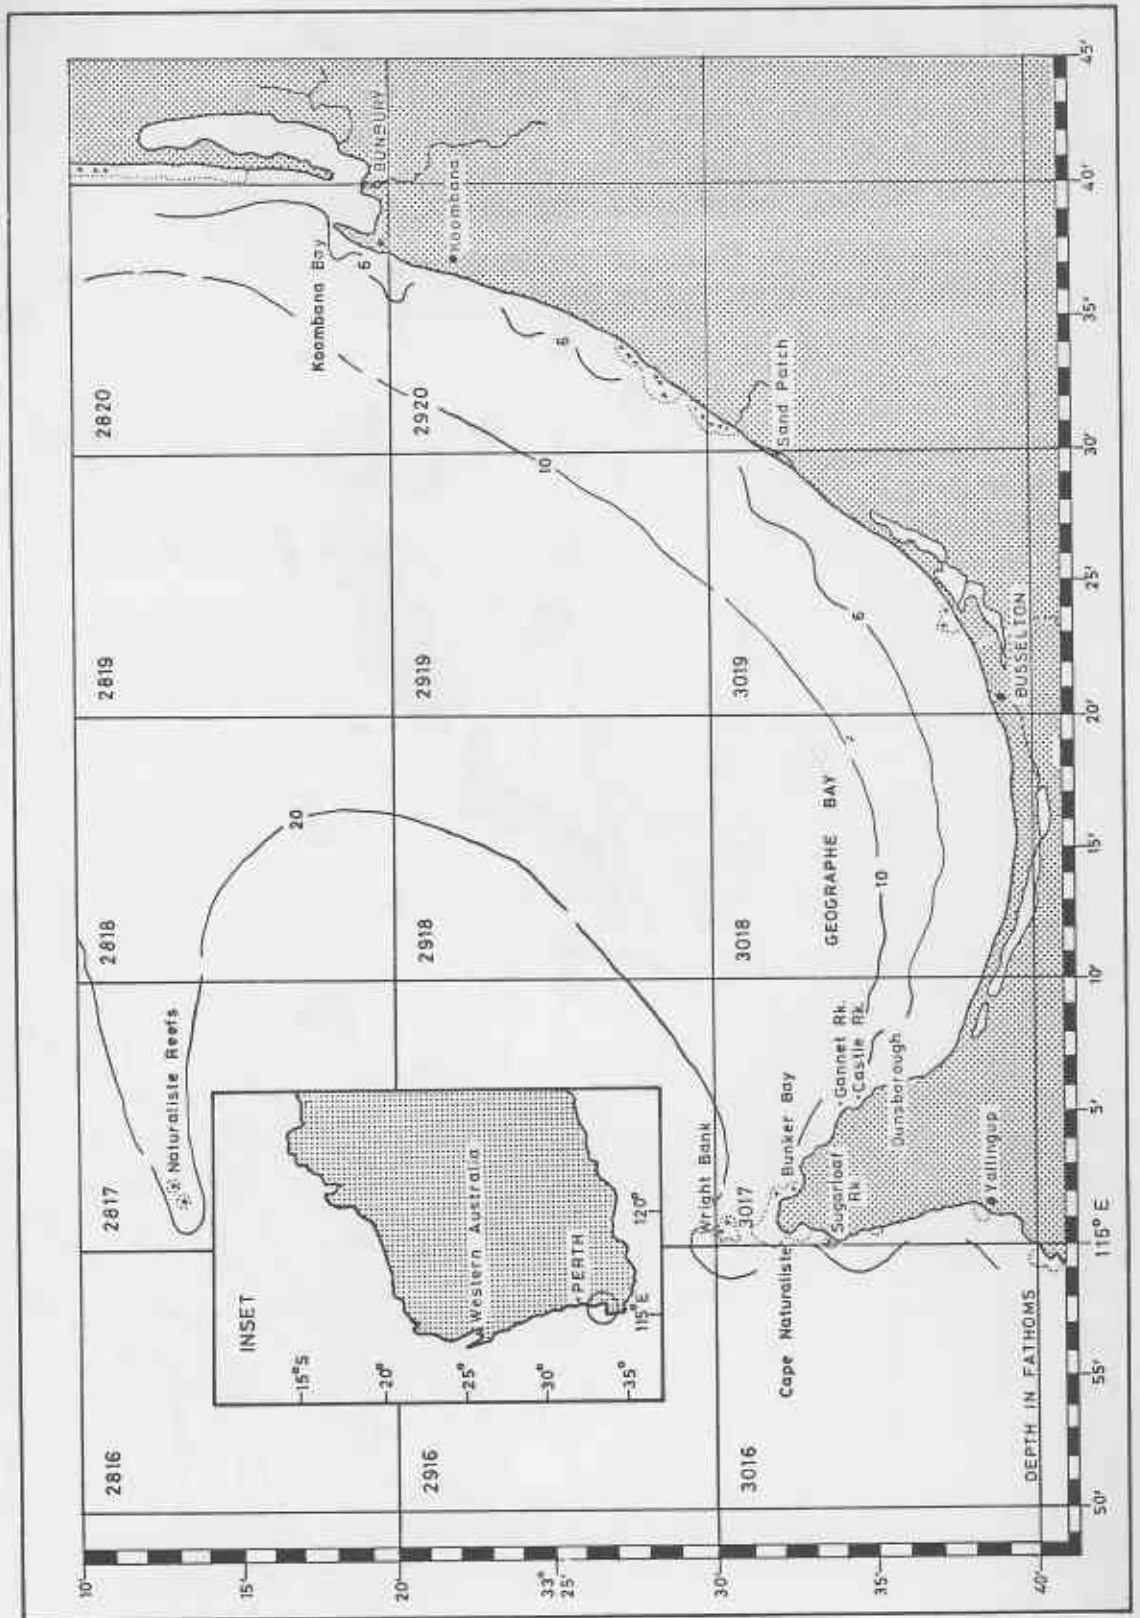 10'
15'
20'
33°
25'
30'
35'
40'
2816
2817
2818
2819
2820
2916
2918
2919
2920
3016
3017
3018
3019
Naturaliste Reefs
20
10
10
6
6
6
Koombana Bay
BUNBURY
Koombana
Sand Patch
BUSSELTON
GEOGRAPHE BAY
Wright Bank
Bunker Bay
Cape Naturaliste
Sugarloaf
Rk.
Gannet Rk.
Castle Rk.
Dunsborough
Yallingup
DEPTH IN FATHOMS
INSET
15°S
20°
25°
30°
35°
Western Australia
PERTH
115°E
120°
50'
55'
115°E
5'
10'
15'
20'
25'
30'
35'
40'
45'